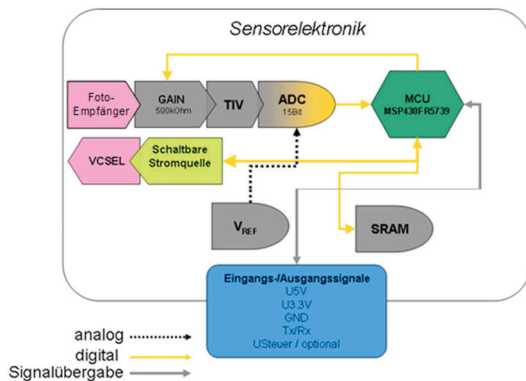 Sensorelektronik
Foto-
Empfänger
GAIN
500kOhm
TIV
ADC
15Bit
MCU
MSP430FR5739
VCSEL
Schaltbare
Stromquelle
VREF
SRAM
Eingangs-/Ausgangssignale
U5V
U3.3V
GND
Tx/Rx
USteuer / optional
analog
digital
Signalübergabe